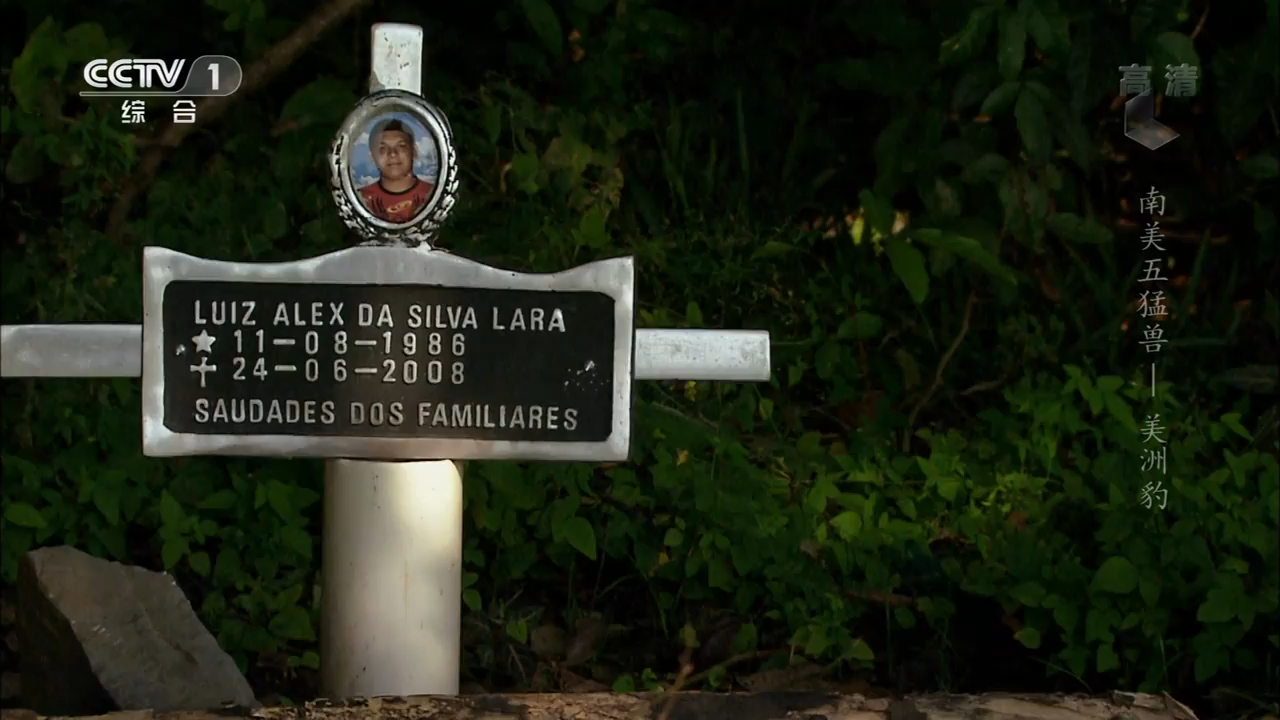 CCTV 1
综合
高清
LUIZ ALEX DA SILVA LARA
11-08-1986
24-06-2008
SAUDADES DOS FAMILIARES
南美五猛兽—美洲豹